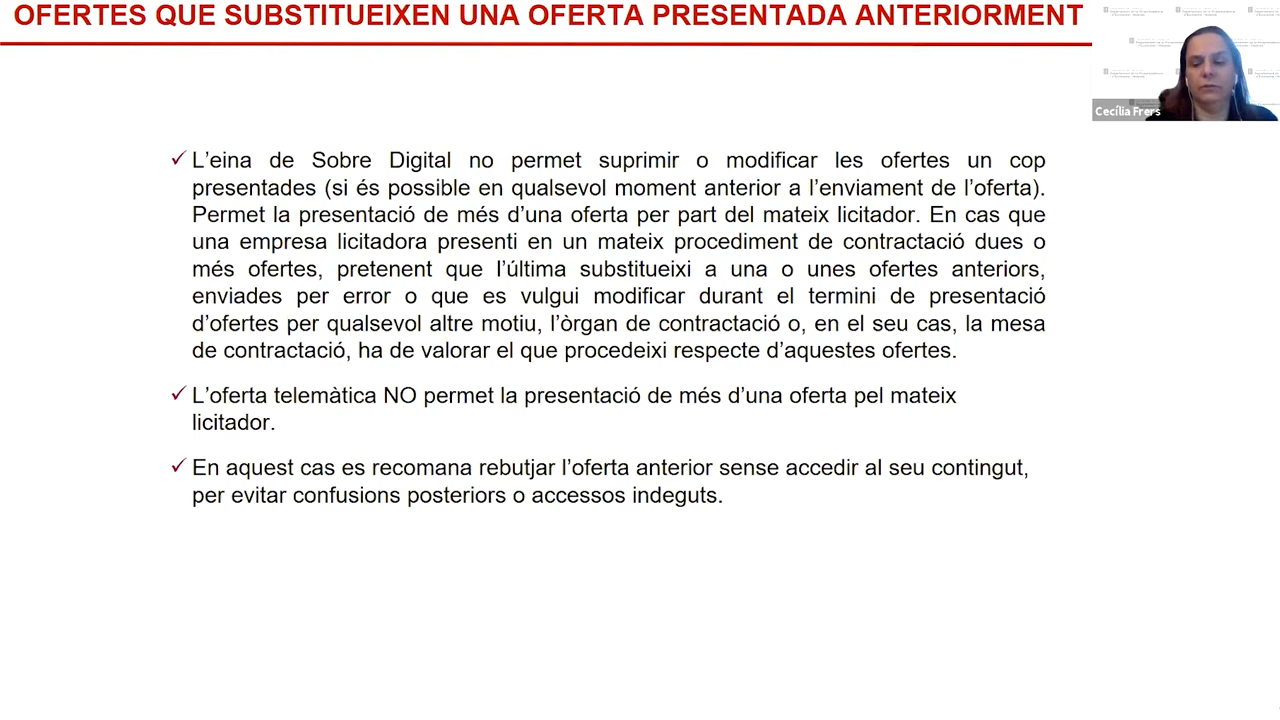 OFERTES QUE SUBSTITUEIXEN UNA OFERTA PRESENTADA ANTERIORMENT
Cecília Frers
L’eina de Sobre Digital no permet suprimir o modificar les ofertes un cop
presentades (si és possible en qualsevol moment anterior a l’enviament de l’oferta).
Permet la presentació de més d’una oferta per part del mateix licitador. En cas que
una empresa licitadora presenti en un mateix procediment de contractació dues o
més ofertes, pretenent que l’última substitueixi a una o unes ofertes anteriors,
enviades per error o que es vulgui modificar durant el termini de presentació
d’ofertes per qualsevol altre motiu, l’òrgan de contractació o, en el seu cas, la mesa
de contractació, ha de valorar el que procedeixi respecte d’aquestes ofertes.
L’oferta telemàtica NO permet la presentació de més d’una oferta pel mateix
licitador.
En aquest cas es recomana rebutjar l’oferta anterior sense accedir al seu contingut,
per evitar confusions posteriors o accessos indeguts.